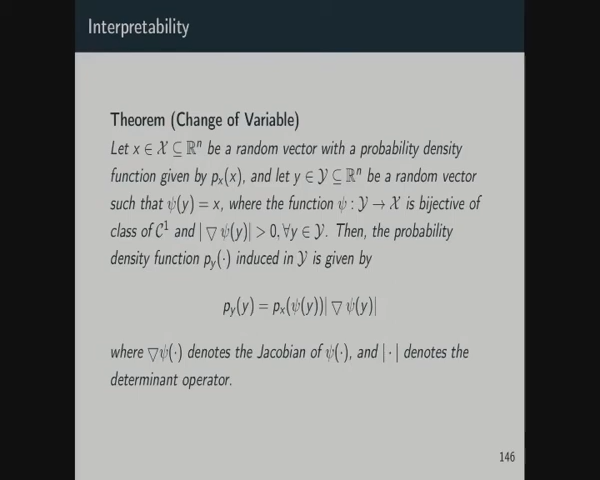 Interpretability
Theorem (Change of Variable)
Let x ∈ 𝒳 ⊆ ℝⁿ be a random vector with a probability density
function given by pₓ(x), and let y ∈ 𝒴 ⊆ ℝⁿ be a random vector
such that ψ(y) = x, where the function ψ : 𝒴 → 𝒳 is bijective of
class of 𝒞¹ and | ▽ ψ(y)| > 0, ∀y ∈ 𝒴. Then, the probability
density function p_y(·) induced in 𝒴 is given by
p_y(y) = pₓ(ψ(y))| ▽ ψ(y)|
where ▽ψ(·) denotes the Jacobian of ψ(·), and | · | denotes the
determinant operator.
146